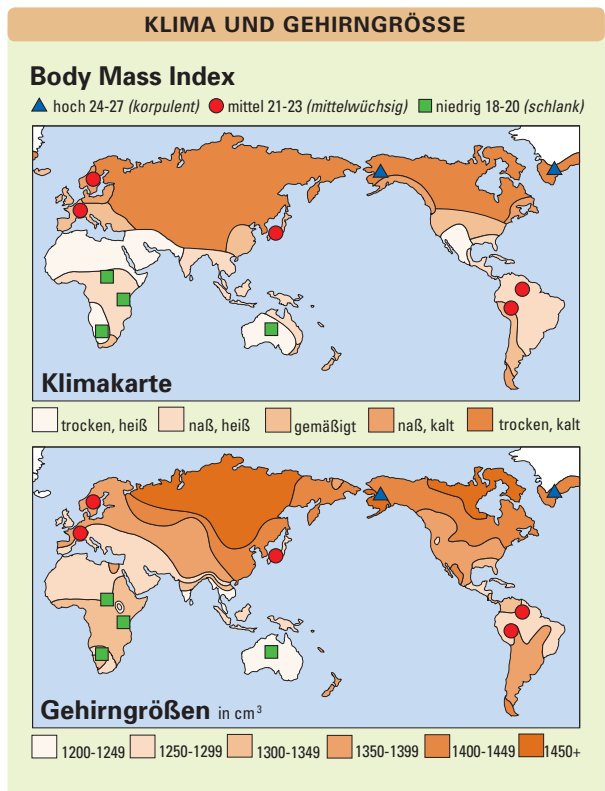 KLIMA UND GEHIRNGRÖSSE
Body Mass Index
hoch 24-27 (korpulent) mittel 21-23 (mittelwüchsig) niedrig 18-20 (schlank)
Klimakarte
trocken, heiß naß, heiß gemäßigt naß, kalt trocken, kalt
Gehirngrößen in cm³
1200-1249 1250-1299 1300-1349 1350-1399 1400-1449 1450+